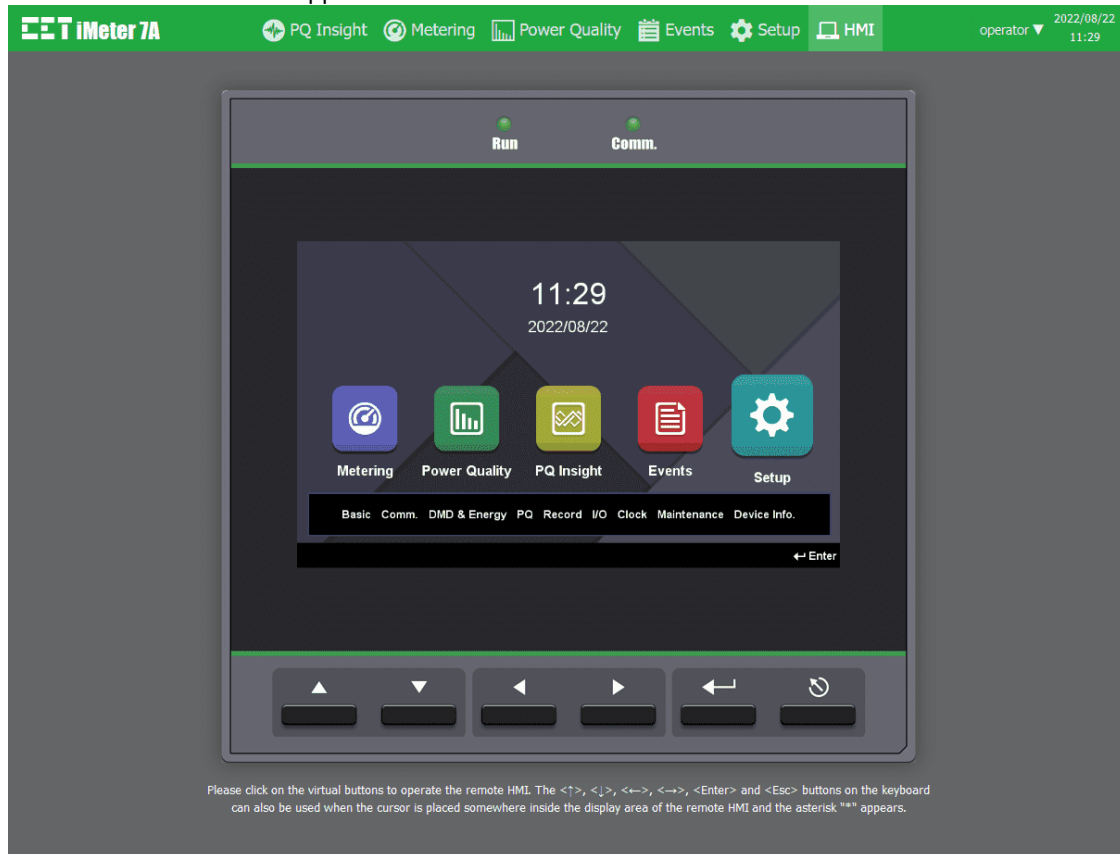 CET iMeter 7A
PQ Insight Metering Power Quality Events Setup HMI
operator ▼ 2022/08/22
11:29
Run Comm.
11:29
2022/08/22
Metering Power Quality PQ Insight Events Setup
Basic Comm. DMD & Energy PQ Record I/O Clock Maintenance Device Info.
↵ Enter
Please click on the virtual buttons to operate the remote HMI. The <↑>, <↓>, <←>, <→>, <Enter> and <Esc> buttons on the keyboard
can also be used when the cursor is placed somewhere inside the display area of the remote HMI and the asterisk "*" appears.